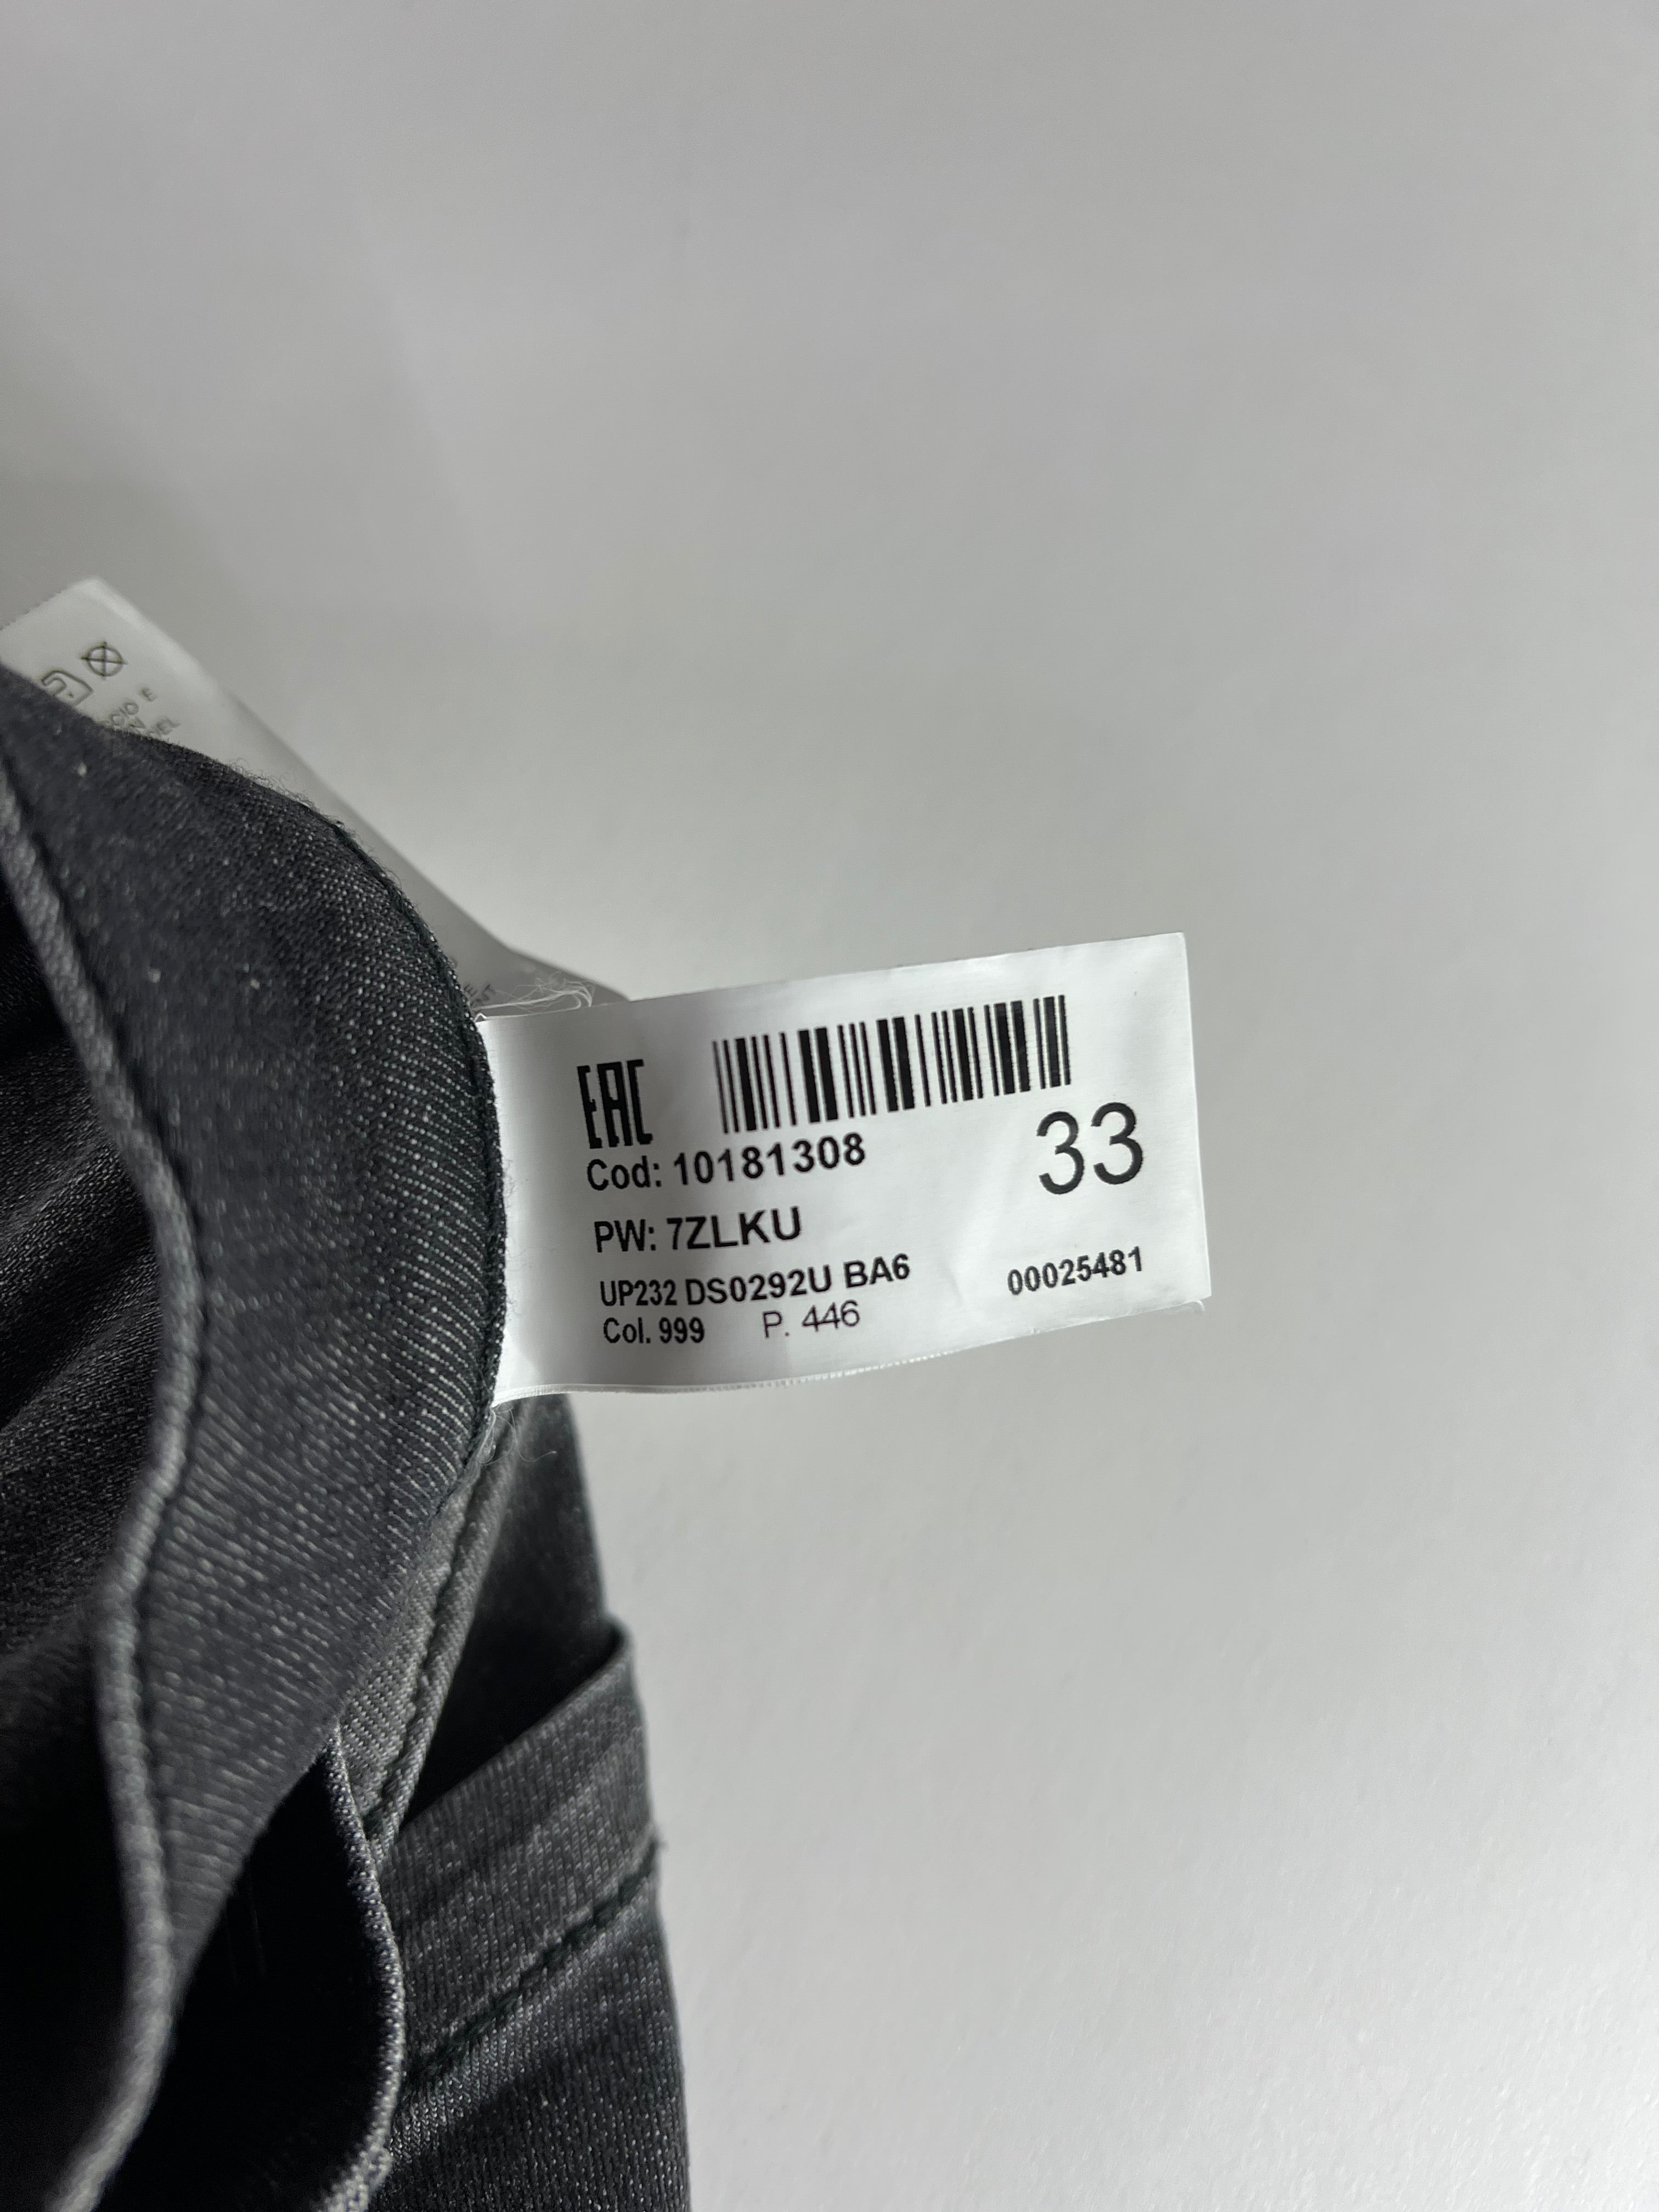 EAC
Cod: 10181308
33
PW: 7ZLKU
UP232 DS0292U BA6
00025481
Col. 999 P. 446